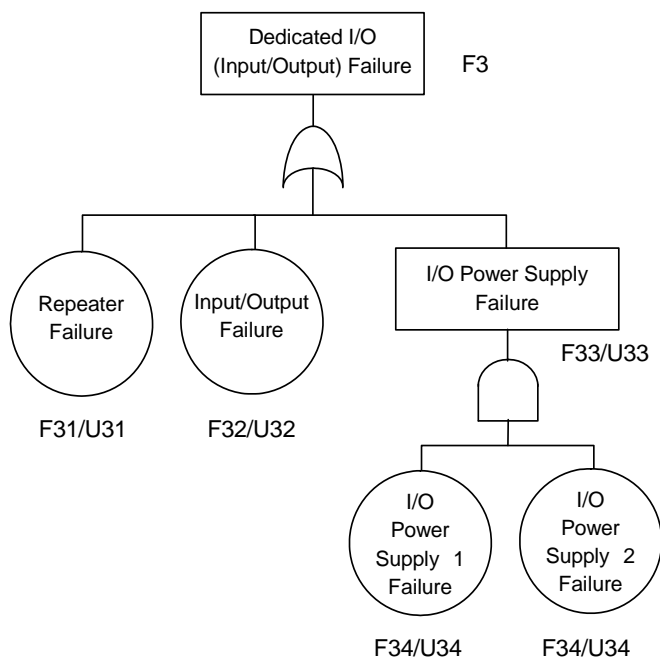 Dedicated I/O
(Input/Output) Failure
F3
Repeater
Failure
Input/Output
Failure
I/O Power Supply
Failure
F33/U33
F31/U31
F32/U32
I/O
Power
Supply 1
Failure
I/O
Power
Supply 2
Failure
F34/U34
F34/U34